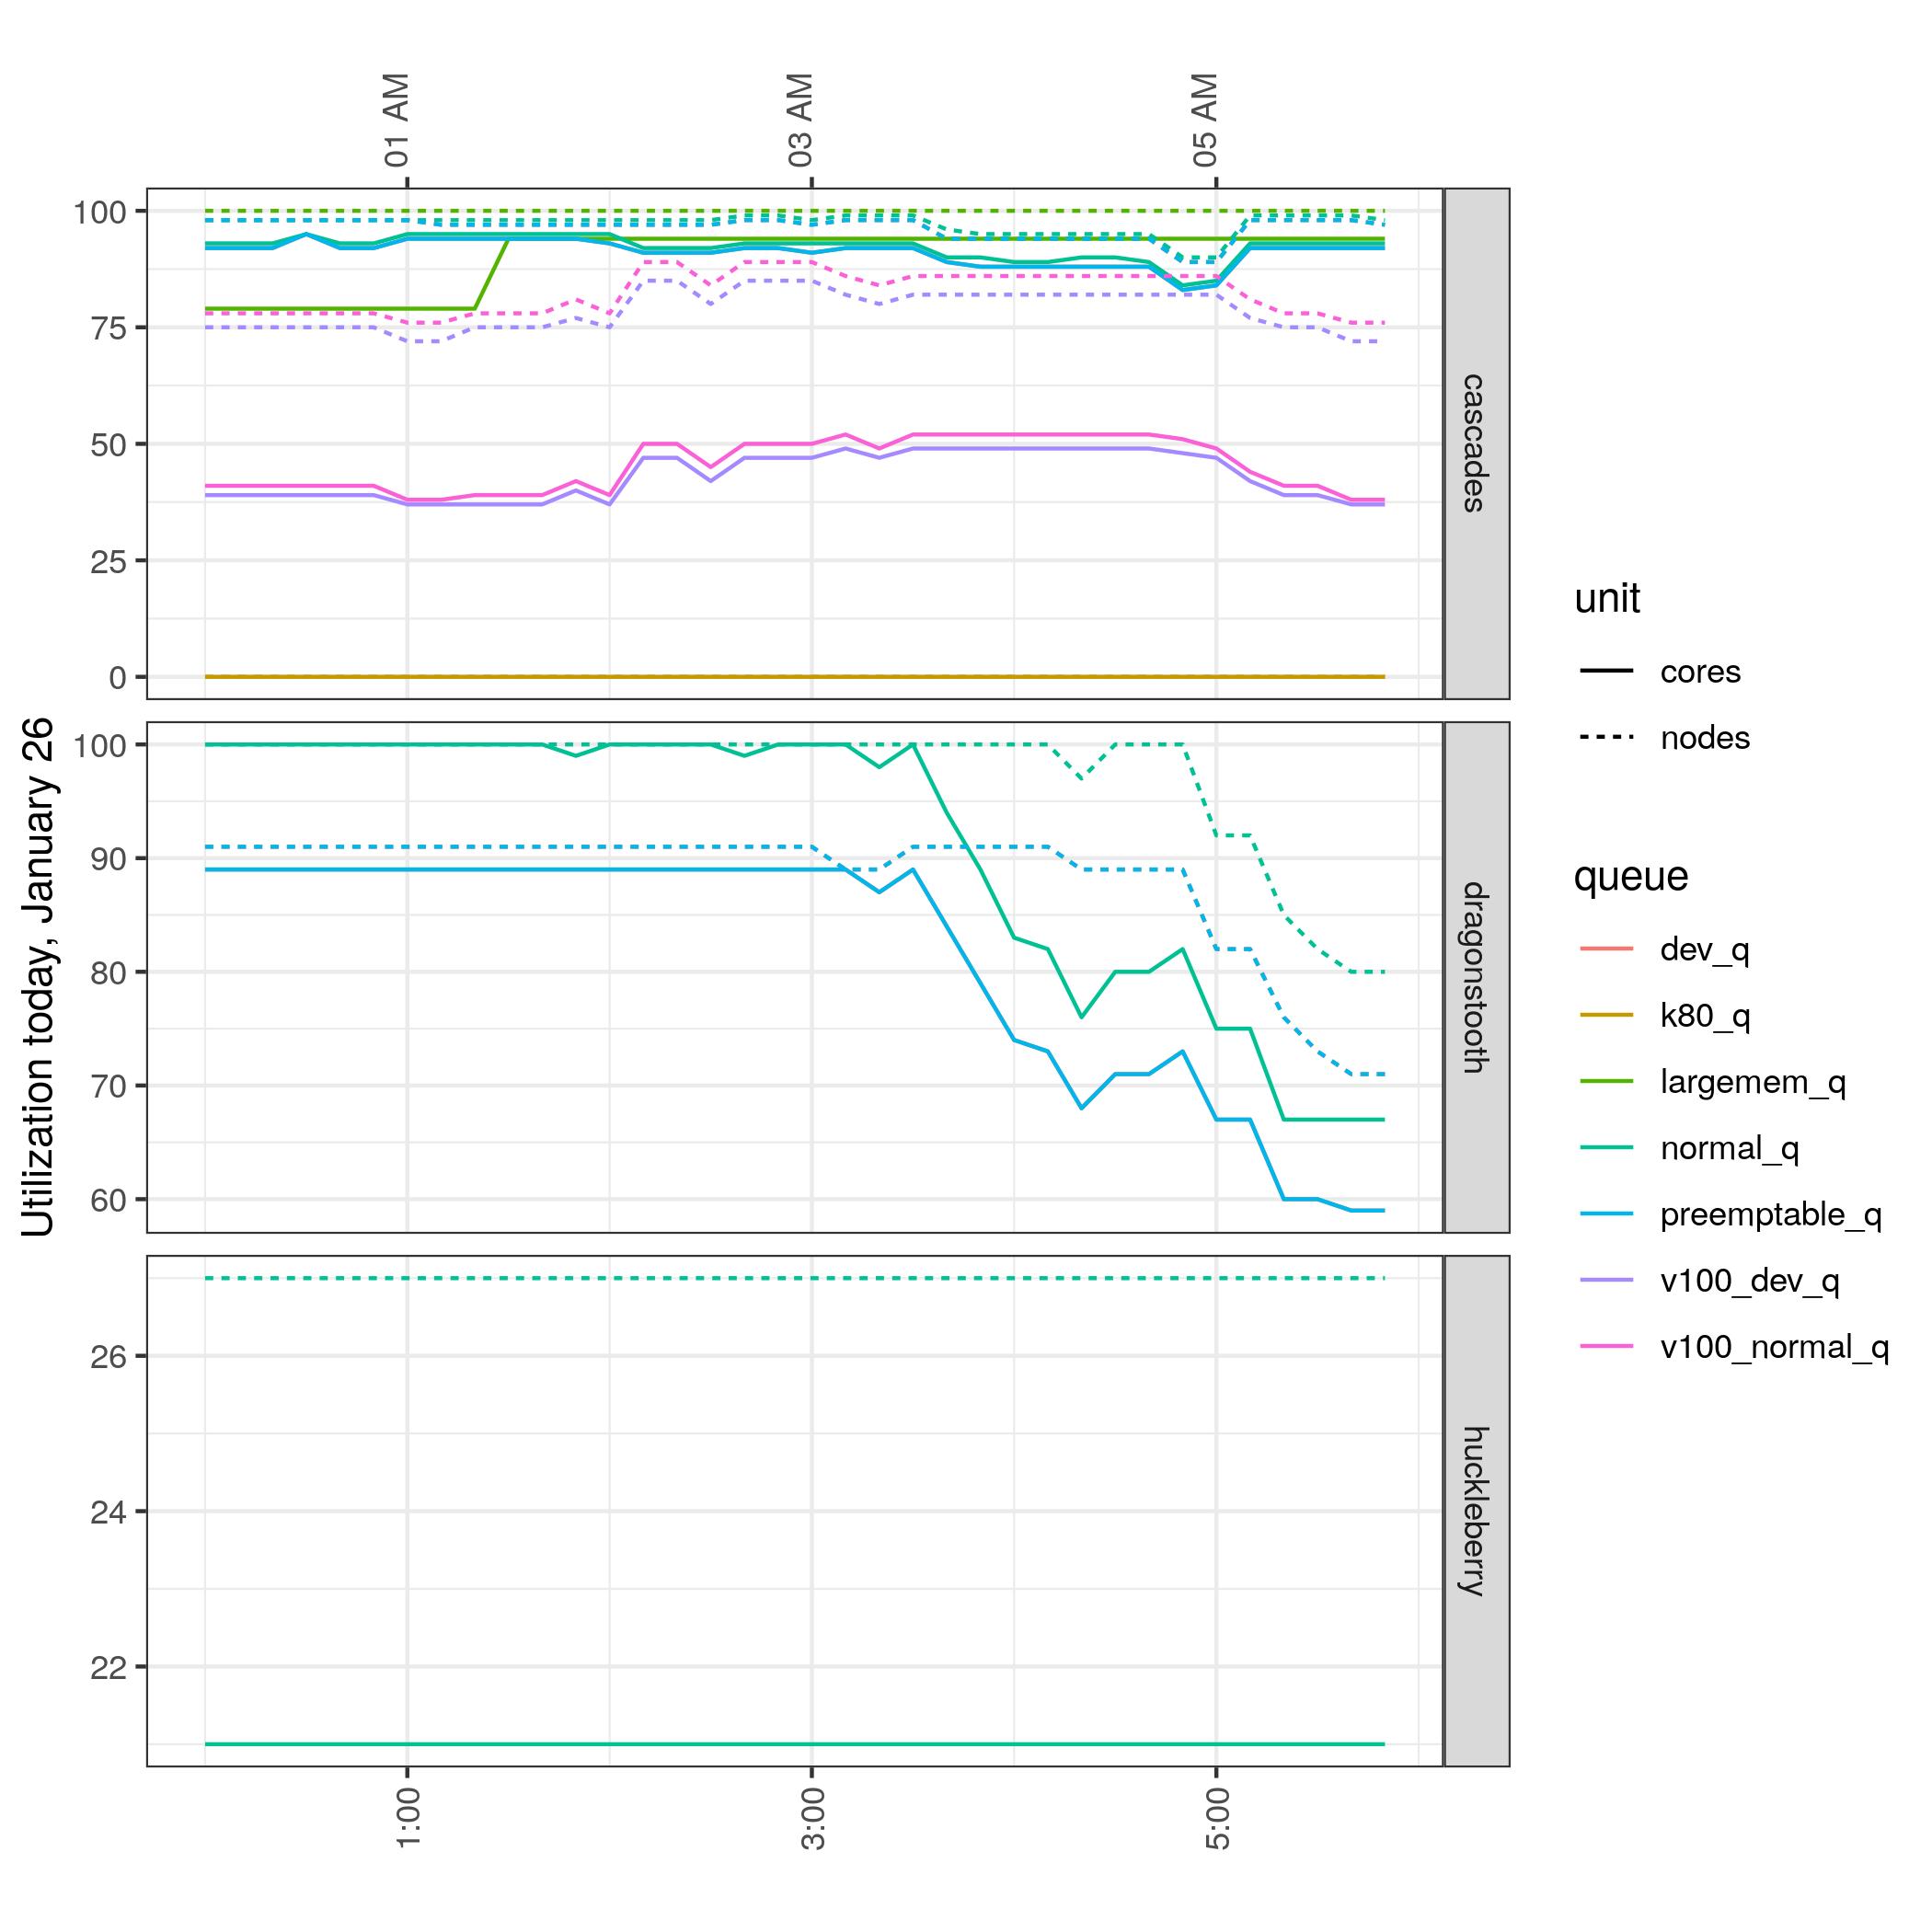 01 AM
03 AM
05 AM
Utilization today, January 26
100
75
50
25
0
cascades
100
90
80
70
60
dragonstooth
26
24
22
huckleberry
1:00
3:00
5:00
unit
cores
nodes
queue
dev_q
k80_q
largemem_q
normal_q
preemptable_q
v100_dev_q
v100_normal_q